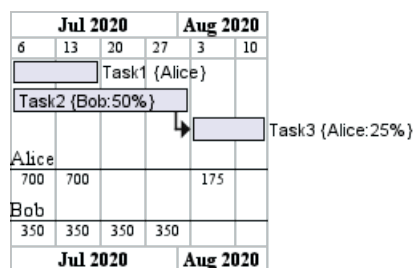 Jul 2020 Aug 2020
6 13 20 27 3 10
Task1 {Alice}
Task2 {Bob:50%}
Task3 {Alice:25%}
Alice
700 700 175
Bob
350 350 350 350
Jul 2020 Aug 2020